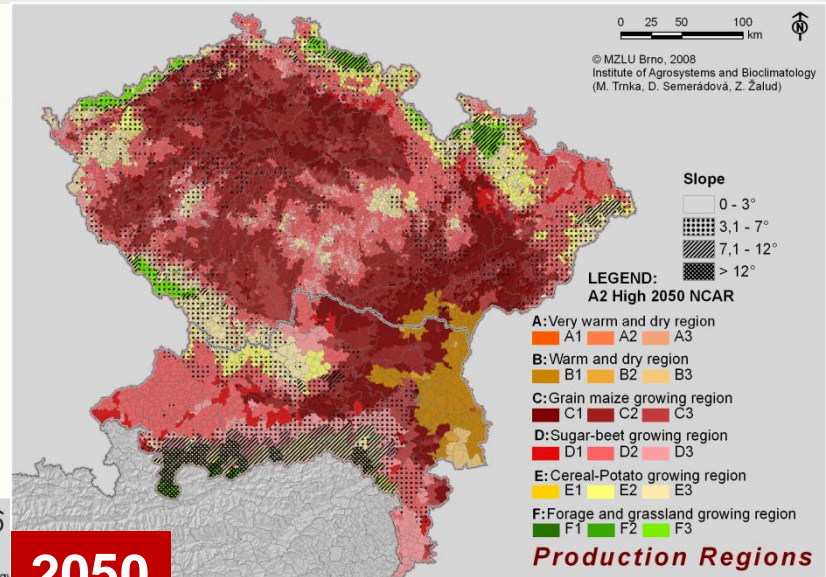 0 25 50 100
km
N
© MZLU Brno, 2008
Institute of Agrosystems and Bioclimatology
(M. Trnka, D. Semerádová, Z. Žalud)
Slope
0 - 3°
3,1 - 7°
7,1 - 12°
> 12°
LEGEND:
A2 High 2050 NCAR
A:Very warm and dry region
A1 A2 A3
B:Warm and dry region
B1 B2 B3
C:Grain maize growing region
C1 C2 C3
D:Sugar-beet growing region
D1 D2 D3
E:Cereal-Potato growing region
E1 E2 E3
F:Forage and grassland growing region
F1 F2 F3
Production Regions
2050